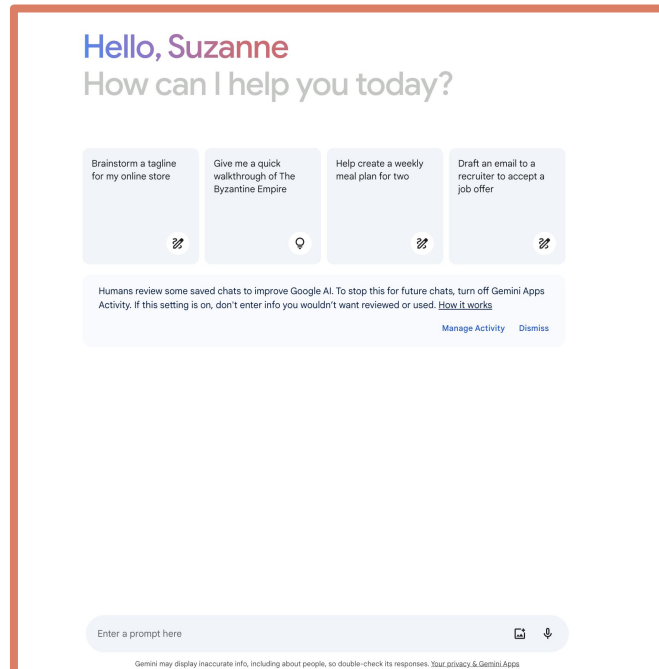 Hello, Suzanne
How can I help you today?
Brainstorm a tagline
for my online store
Give me a quick
walkthrough of The
Byzantine Empire
Help create a weekly
meal plan for two
Draft an email to a
recruiter to accept a
job offer
Humans review some saved chats to improve Google AI. To stop this for future chats, turn off Gemini Apps
Activity. If this setting is on, don't enter info you wouldn't want reviewed or used. How it works
Manage Activity Dismiss
Enter a prompt here
Gemini may display inaccurate info, including about people, so double-check its responses. Your privacy & Gemini Apps